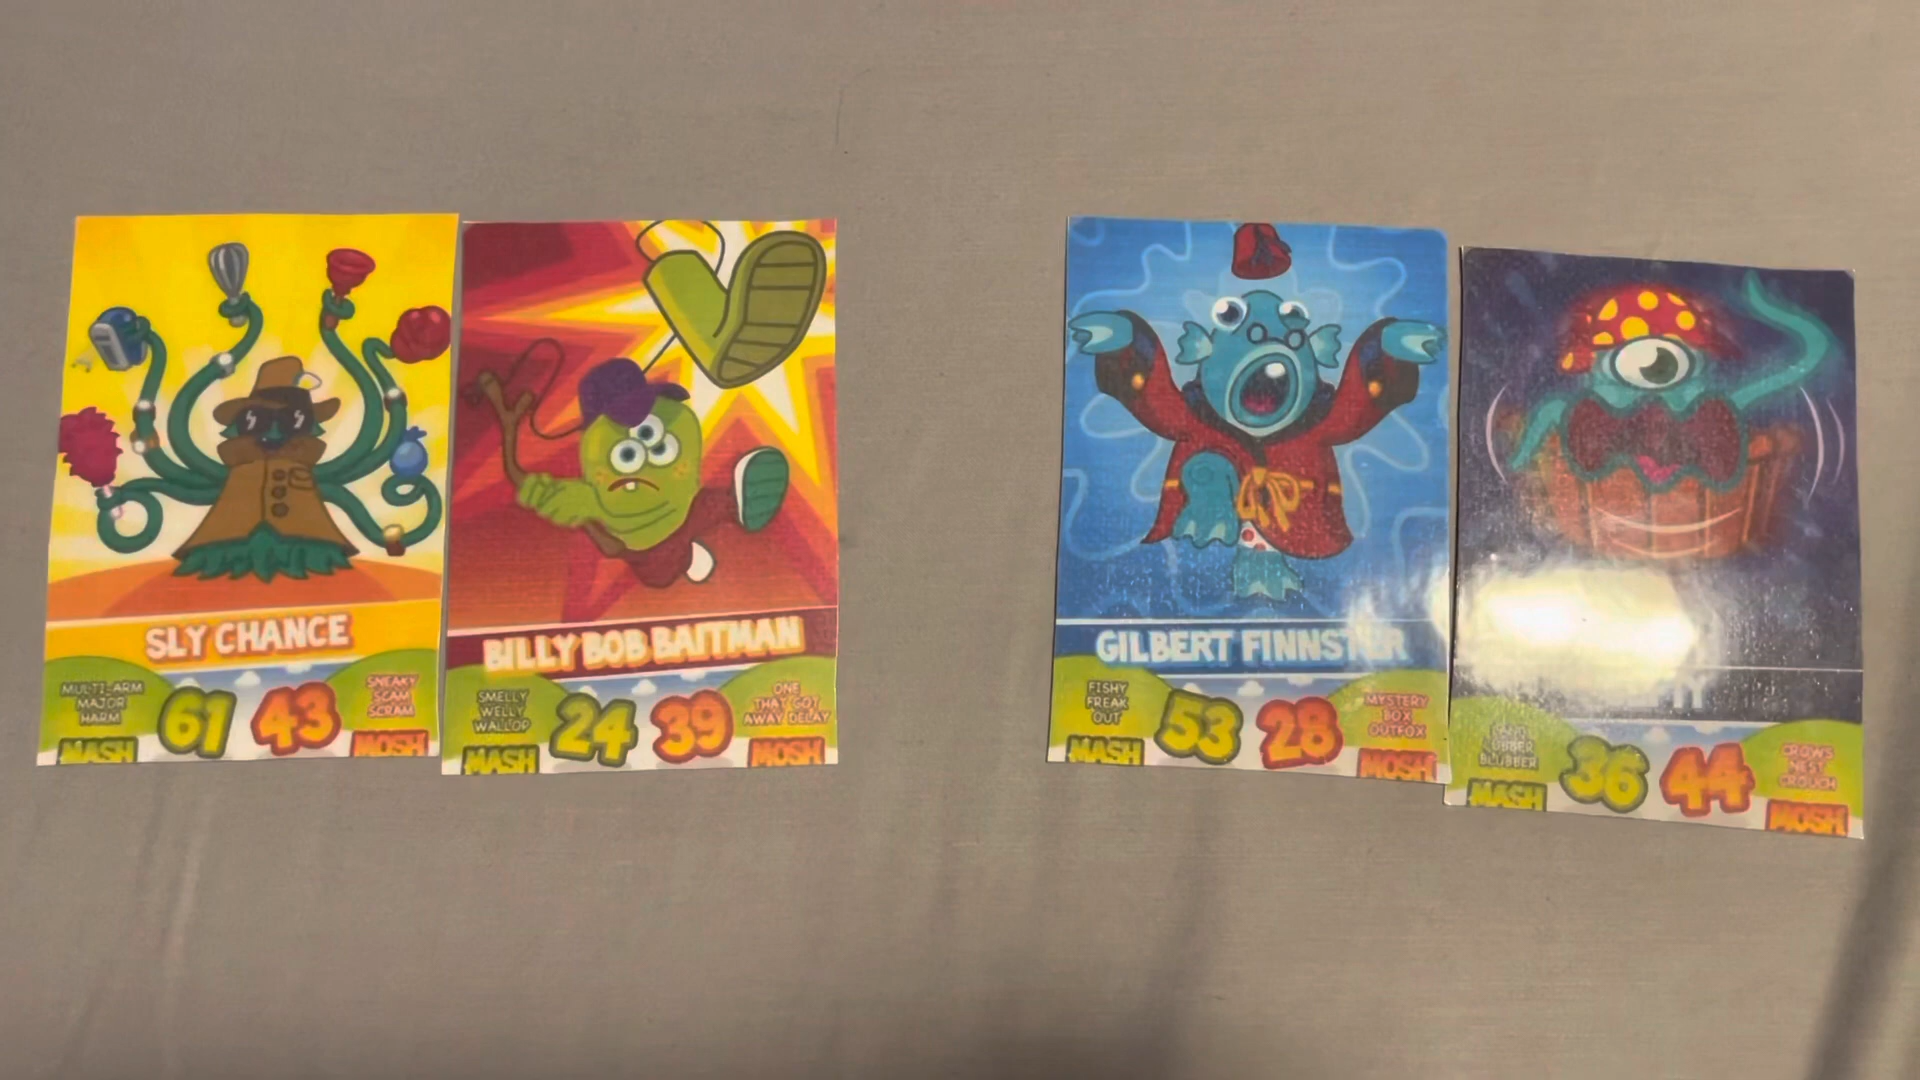 SLY CHANCE
MULTI-ARM
MAJOR
HARM
MASH
61
43
SNEAKY
SCAM
SCRAM
MOSH
BILLY BOB BAITMAN
SMELLY
WELLY
WALLOP
MASH
24
39
ONE
THAT GOT
AWAY DELAY
MOSH
GILBERT FINNSTER
FISHY
FREAK
OUT
MASH
53
28
MYSTERY
BOX
OUTFOX
MOSH
BLUBBER
MASH
36
44
CROW'S
NEST
CROUCH
MOSH